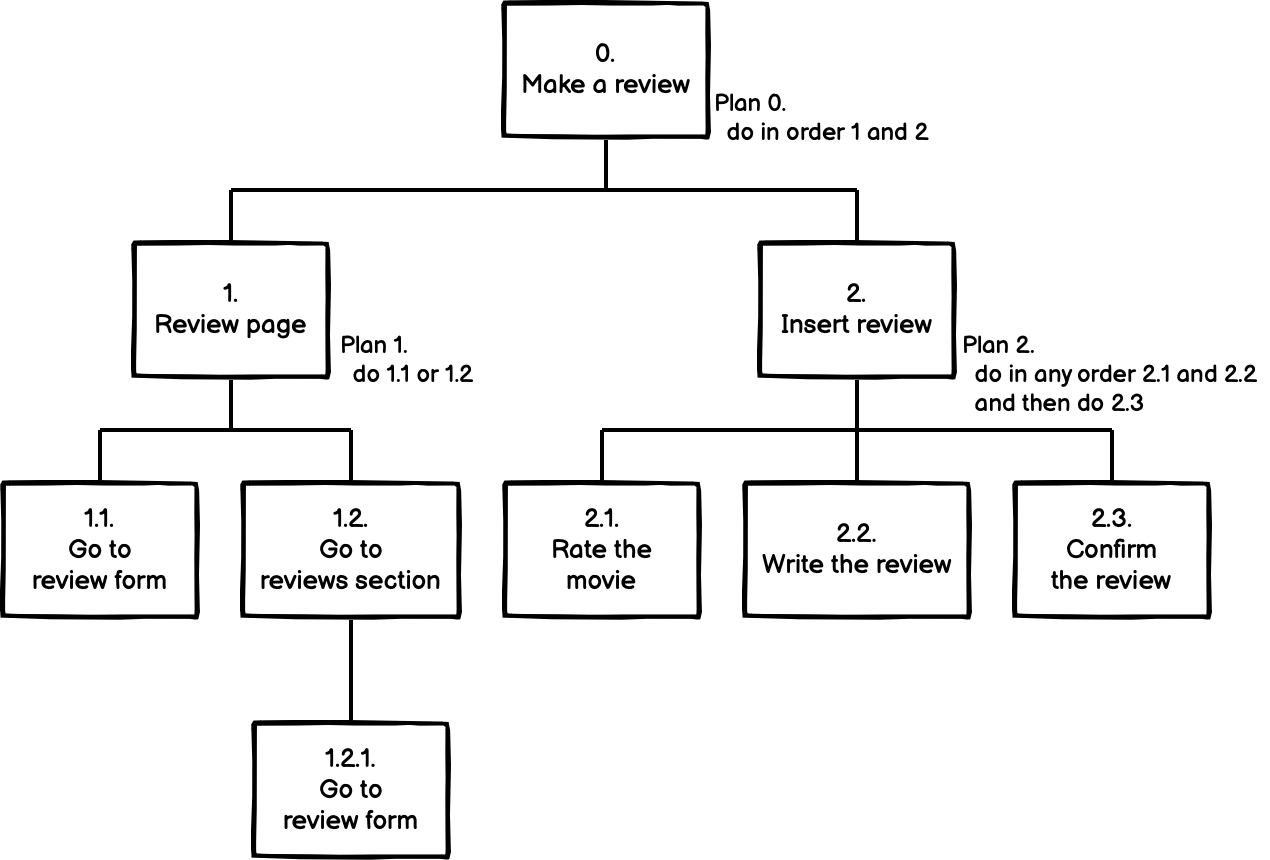 0.
Make a review
Plan 0.
do in order 1 and 2
1.
Review page
Plan 1.
do 1.1 or 1.2
2.
Insert review
Plan 2.
do in any order 2.1 and 2.2
and then do 2.3
1.1.
Go to
review form
1.2.
Go to
reviews section
2.1.
Rate the
movie
2.2.
Write the review
2.3.
Confirm
the review
1.2.1.
Go to
review form